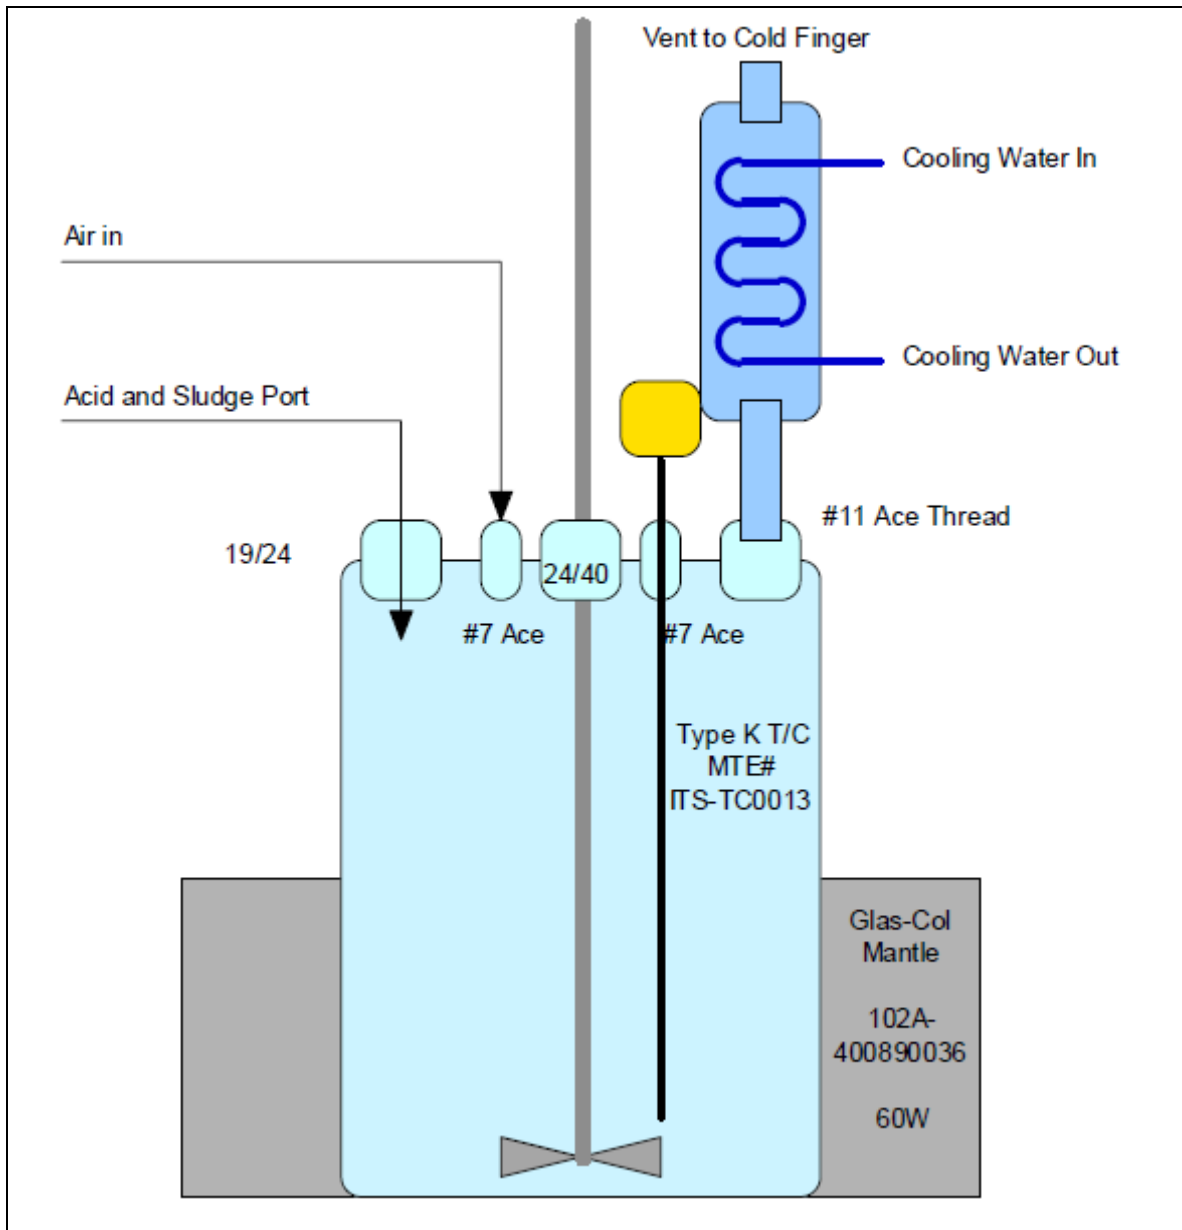 Vent to Cold Finger
Cooling Water In
Air in
Cooling Water Out
Acid and Sludge Port
#11 Ace Thread
19/24
24/40
#7 Ace
#7 Ace
Type K T/C
MTE#
ITS-TC0013
Glas-Col
Mantle
102A-
400890036
60W